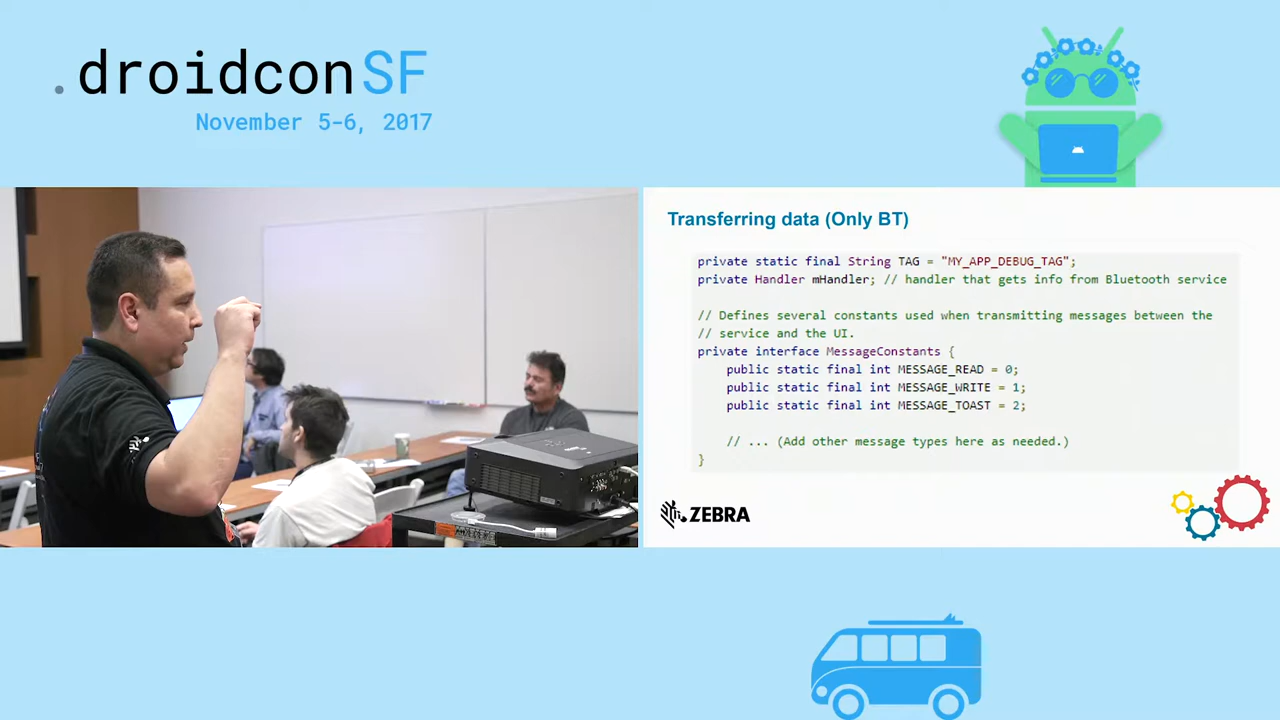 .droidconSF
November 5-6, 2017
Transferring data (Only BT)
private static final String TAG = "MY_APP_DEBUG_TAG";
private Handler mHandler; // handler that gets info from Bluetooth service
// Defines several constants used when transmitting messages between the
// service and the UI.
private interface MessageConstants {
public static final int MESSAGE_READ = 0;
public static final int MESSAGE_WRITE = 1;
public static final int MESSAGE_TOAST = 2;
// ... (Add other message types here as needed.)
}
ZEBRA